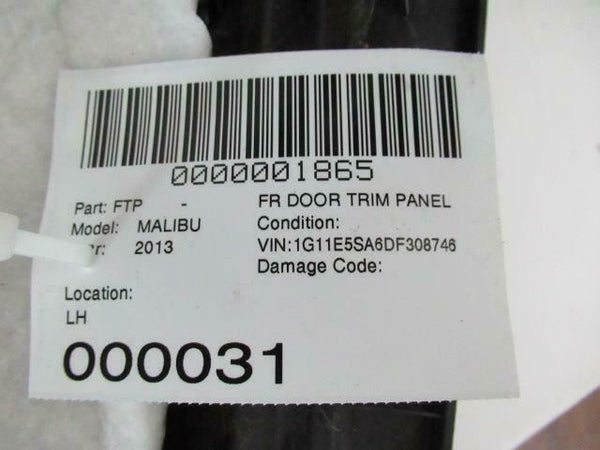 0000001865
Part: FTP - FR DOOR TRIM PANEL
Model: MALIBU Condition:
2013 VIN:1G11E5SA6DF308746
Damage Code:
Location:
LH
000031